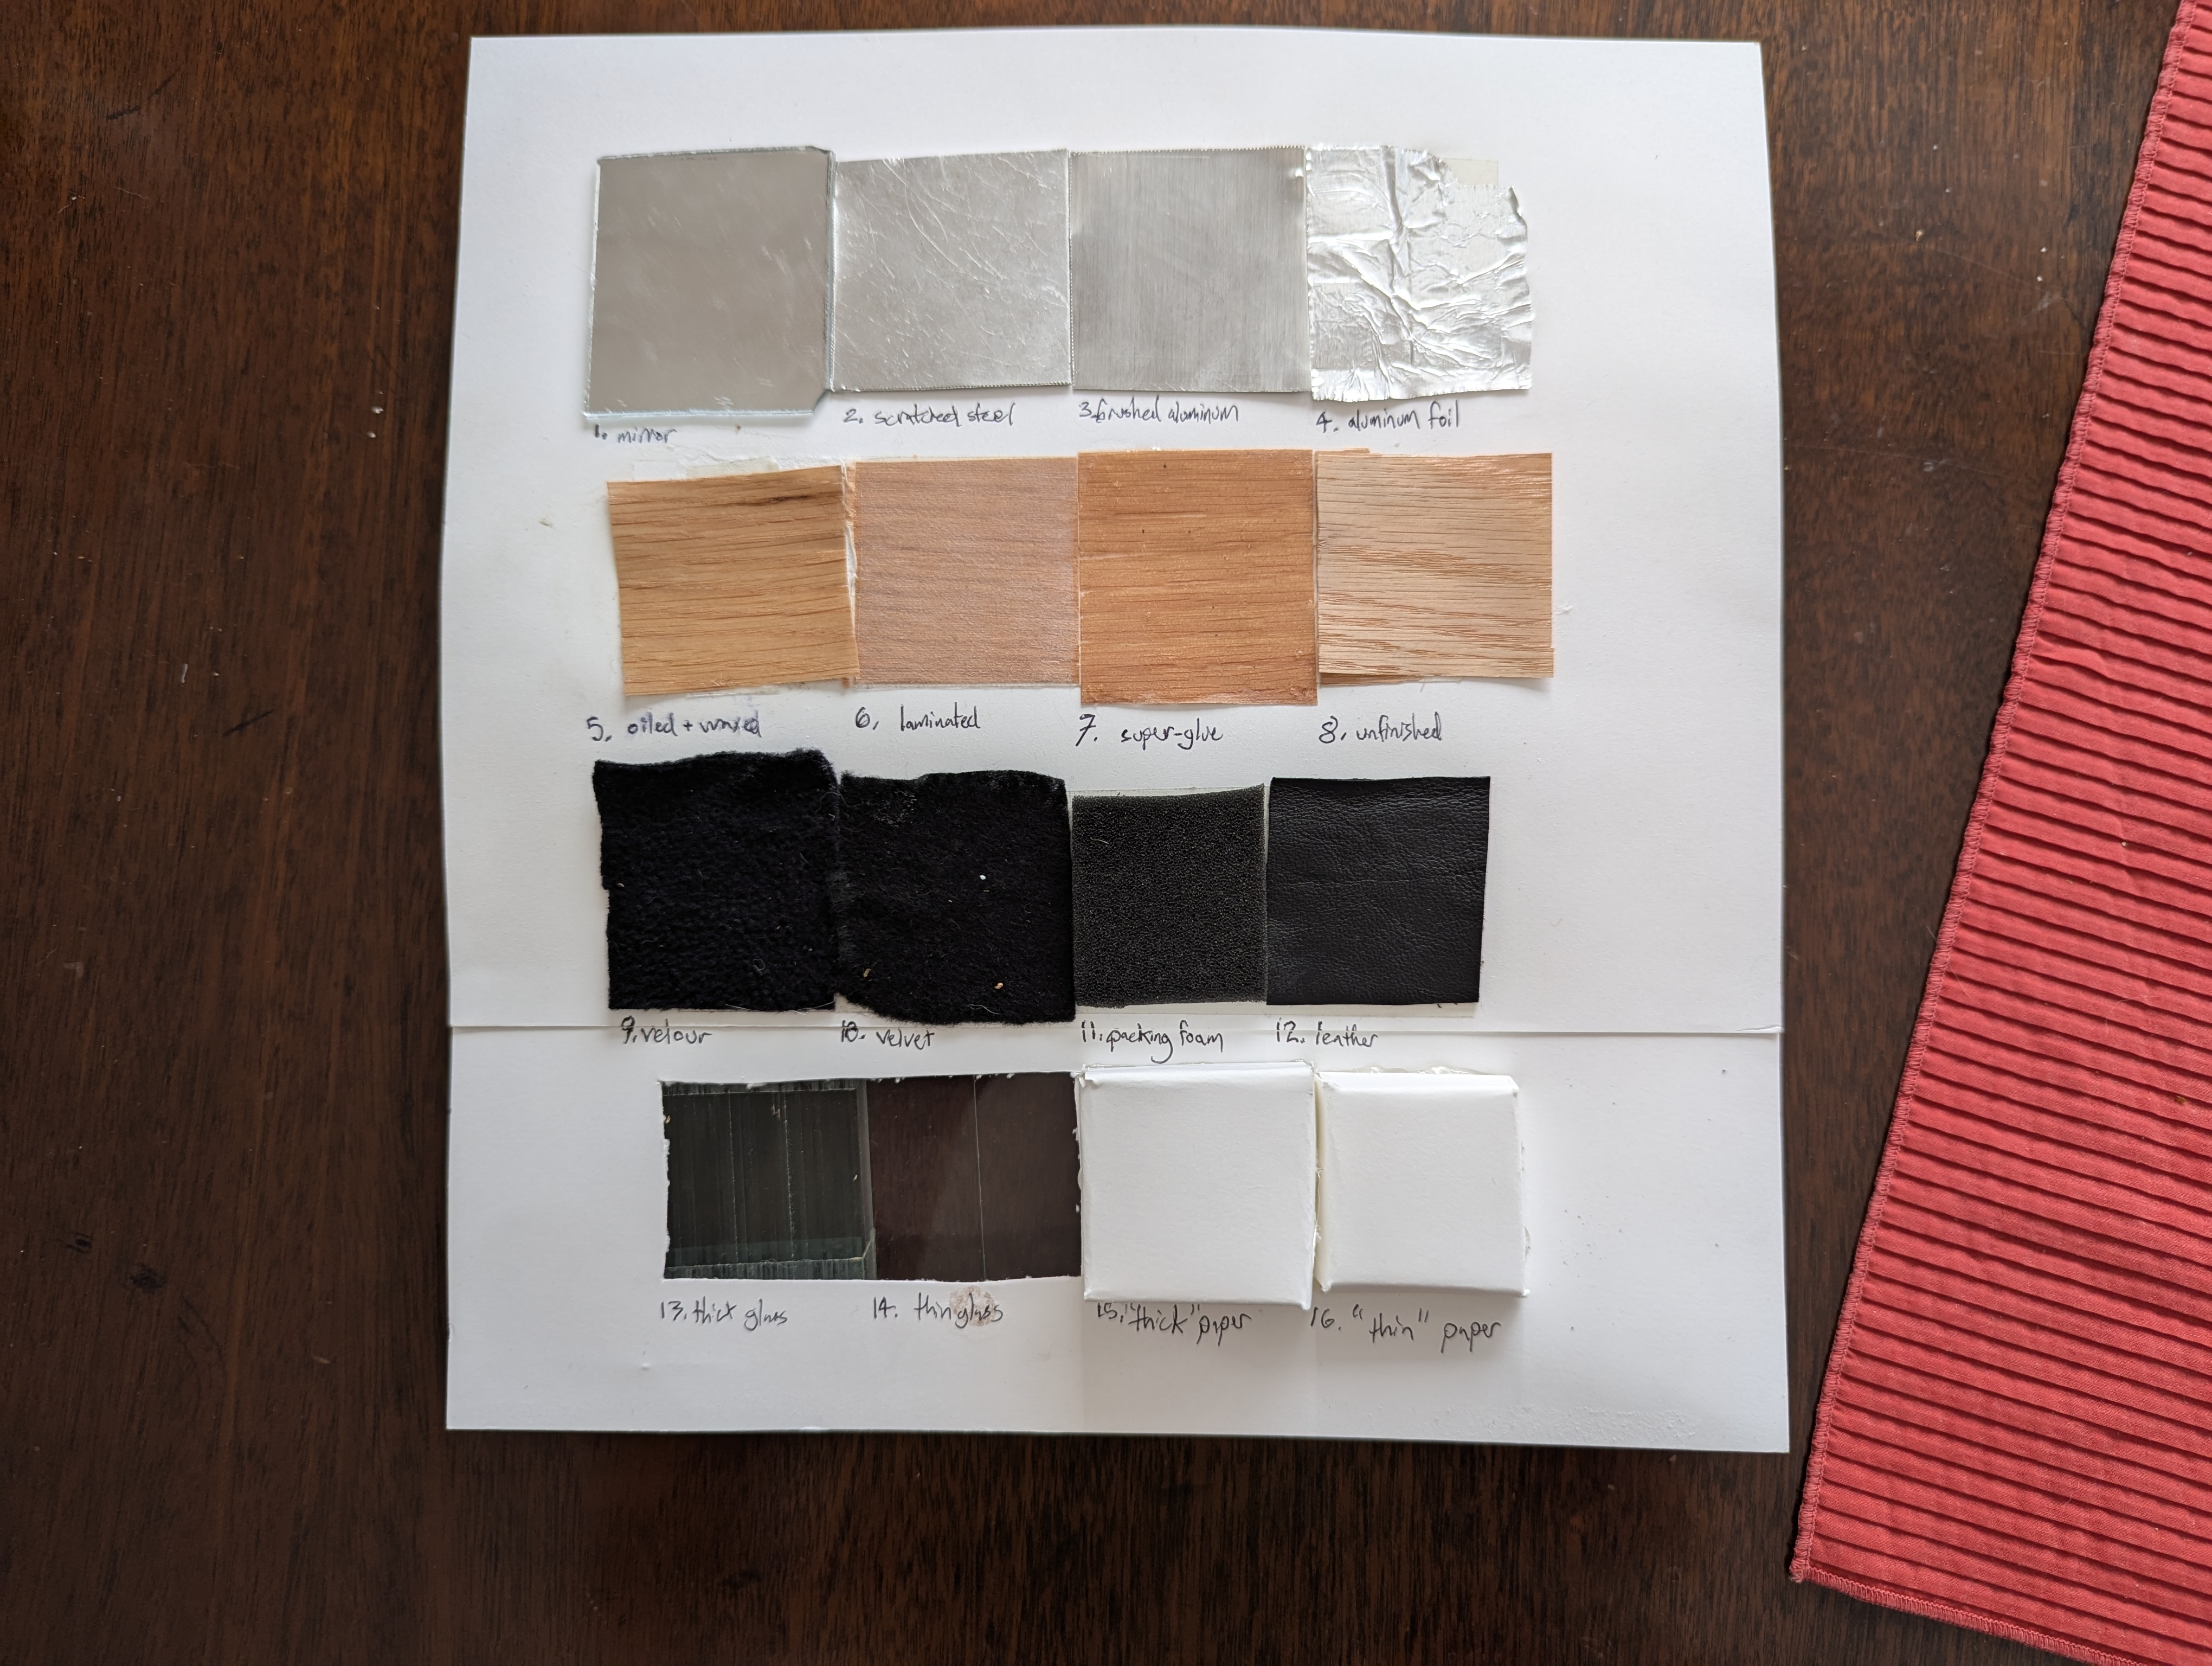 1. mirror
2. scratched steel
3. brushed aluminum
4. aluminum foil
5. oiled + waxed
6. laminated
7. super-glue
8. unfinished
9. velour
10. velvet
11. packing foam
12. leather
13. thick glass
14. thin glass
15. "thick" paper
16. "thin" paper